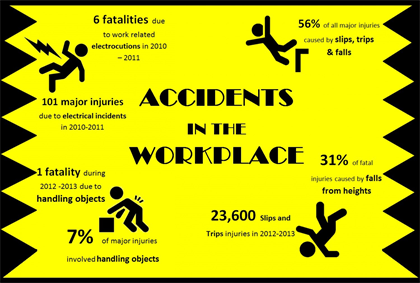 6 fatalities due
to work related
electrocutions in 2010
– 2011
56% of all major injuries
caused by slips, trips
& falls
101 major injuries
due to electrical incidents
in 2010-2011
ACCIDENTS
IN THE
WORKPLACE
1 fatality during
2012 -2013 due to
handling objects
31% of fatal
injuries caused by falls
from heights
7% of major injuries
involved handling objects
23,600 Slips and
Trips injuries in 2012-2013